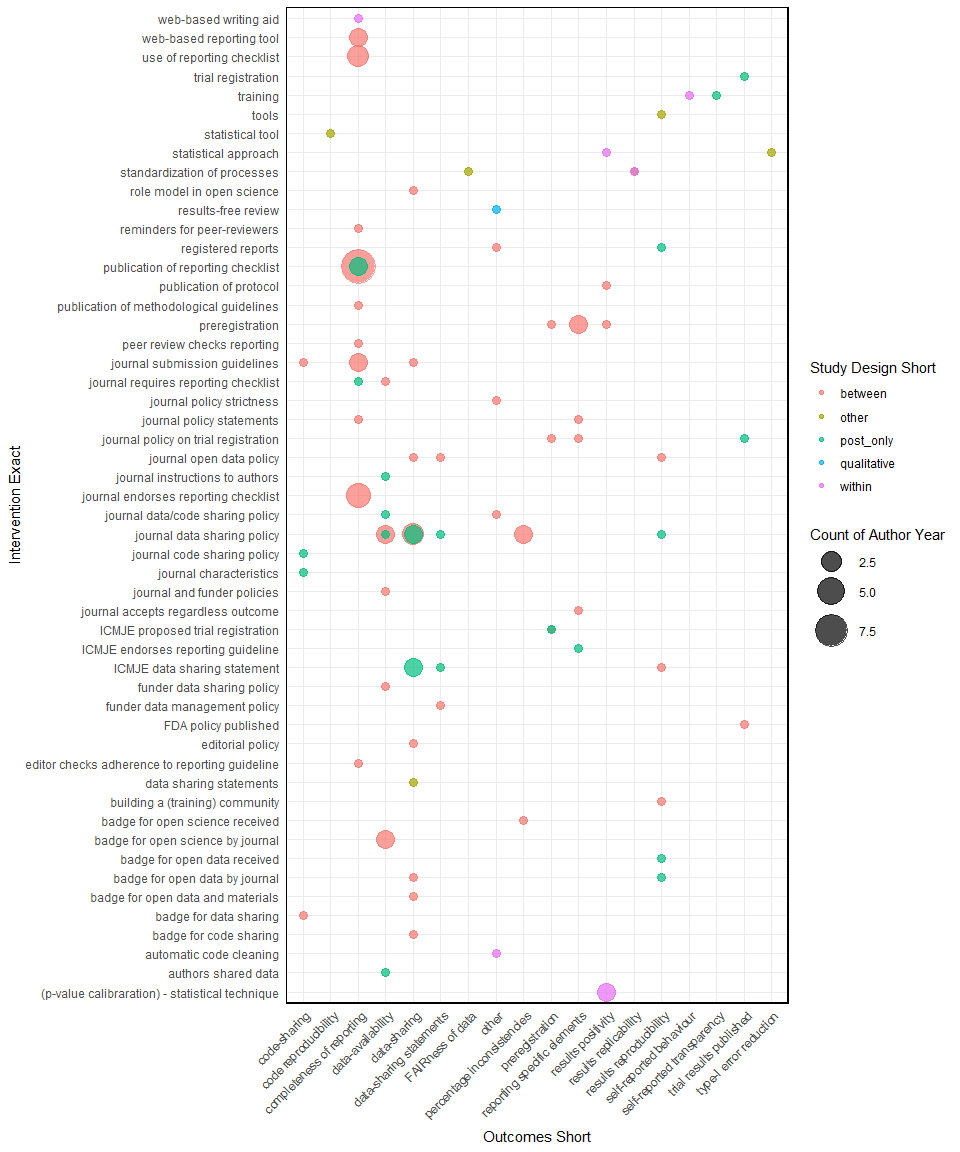 web-based writing aid
web-based reporting tool
use of reporting checklist
trial registration
training
tools
statistical tool
statistical approach
standardization of processes
role model in open science
results-free review
reminders for peer-reviewers
registered reports
publication of reporting checklist
publication of protocol
publication of methodological guidelines
preregistration
peer review checks reporting
journal submission guidelines
journal requires reporting checklist
journal policy strictness
journal policy statements
journal policy on trial registration
journal open data policy
journal instructions to authors
journal endorses reporting checklist
journal data/code sharing policy
journal data sharing policy
journal code sharing policy
journal characteristics
journal and funder policies
journal accepts regardless outcome
ICMJE proposed trial registration
ICMJE endorses reporting guideline
ICMJE data sharing statement
funder data sharing policy
funder data management policy
FDA policy published
editorial policy
editor checks adherence to reporting guideline
data sharing statements
building a (training) community
badge for open science received
badge for open science by journal
badge for open data received
badge for open data by journal
badge for open data and materials
badge for data sharing
badge for code sharing
automatic code cleaning
authors shared data
(p-value calibraration) - statistical technique
Intervention Exact
code-sharing
code reproducibility
completeness of reporting
data-availability
data-sharing
data-sharing statements
FAIRness of data
other
percentage inconsistencies
preregistration
reporting specific elements
results positivity
results replicability
results reproducibility
self-reported behaviour
self-reported transparency
trial results published
type-I error reduction
Outcomes Short
Study Design Short
between
other
post_only
qualitative
within
Count of Author Year
2.5
5.0
7.5